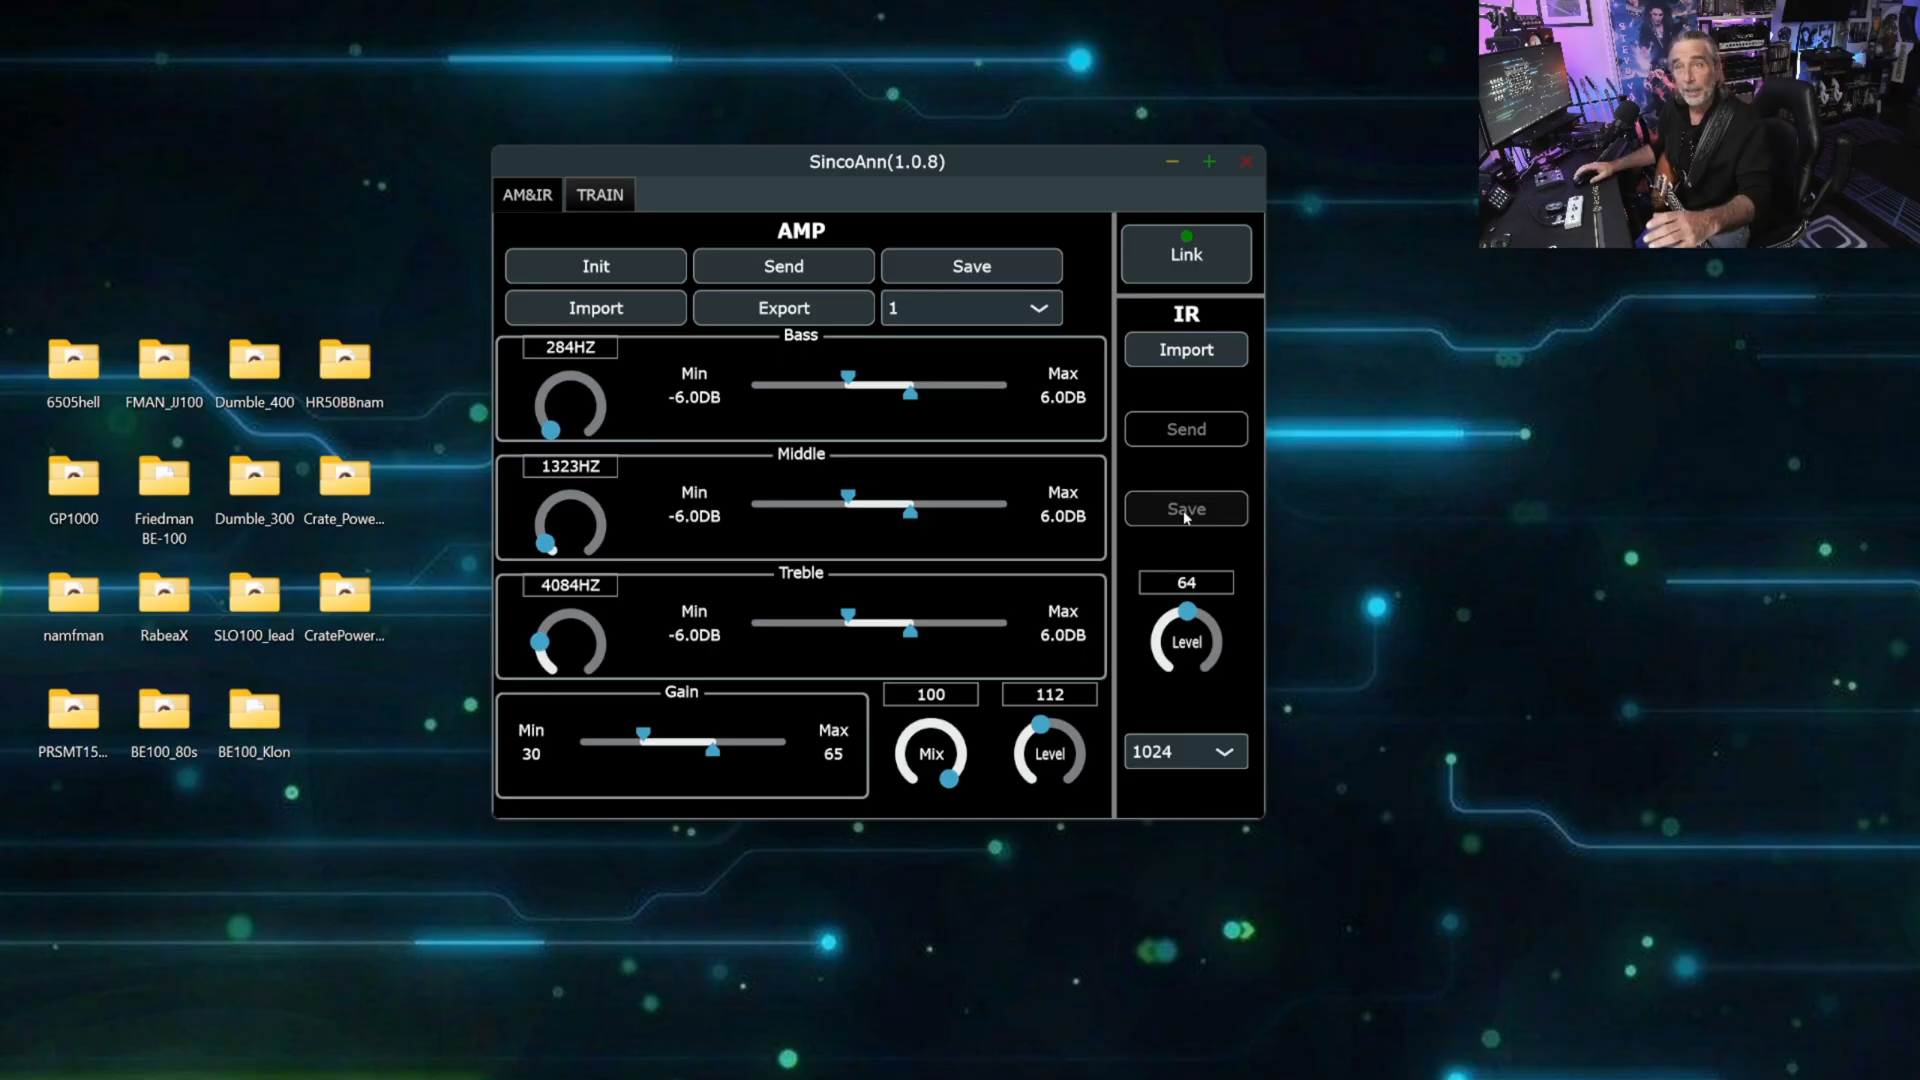 SincoAnn(1.0.8)
AM&IR
TRAIN
AMP
Init
Send
Save
Import
Export
1
Bass
284HZ
Min
-6.0DB
Max
6.0DB
Middle
1323HZ
Min
-6.0DB
Max
6.0DB
Treble
4084HZ
Min
-6.0DB
Max
6.0DB
Gain
Min
30
Max
65
100
Mix
112
Level
Link
IR
Import
Send
Save
64
Level
1024
6505hell
FMAN_JJ100
Dumble_400
HR50BBnam
GP1000
Friedman
BE-100
Dumble_300
Crate_Powe...
namfman
RabeaX
SLO100_lead
CratePower...
PRSMT15...
BE100_80s
BE100_Klon